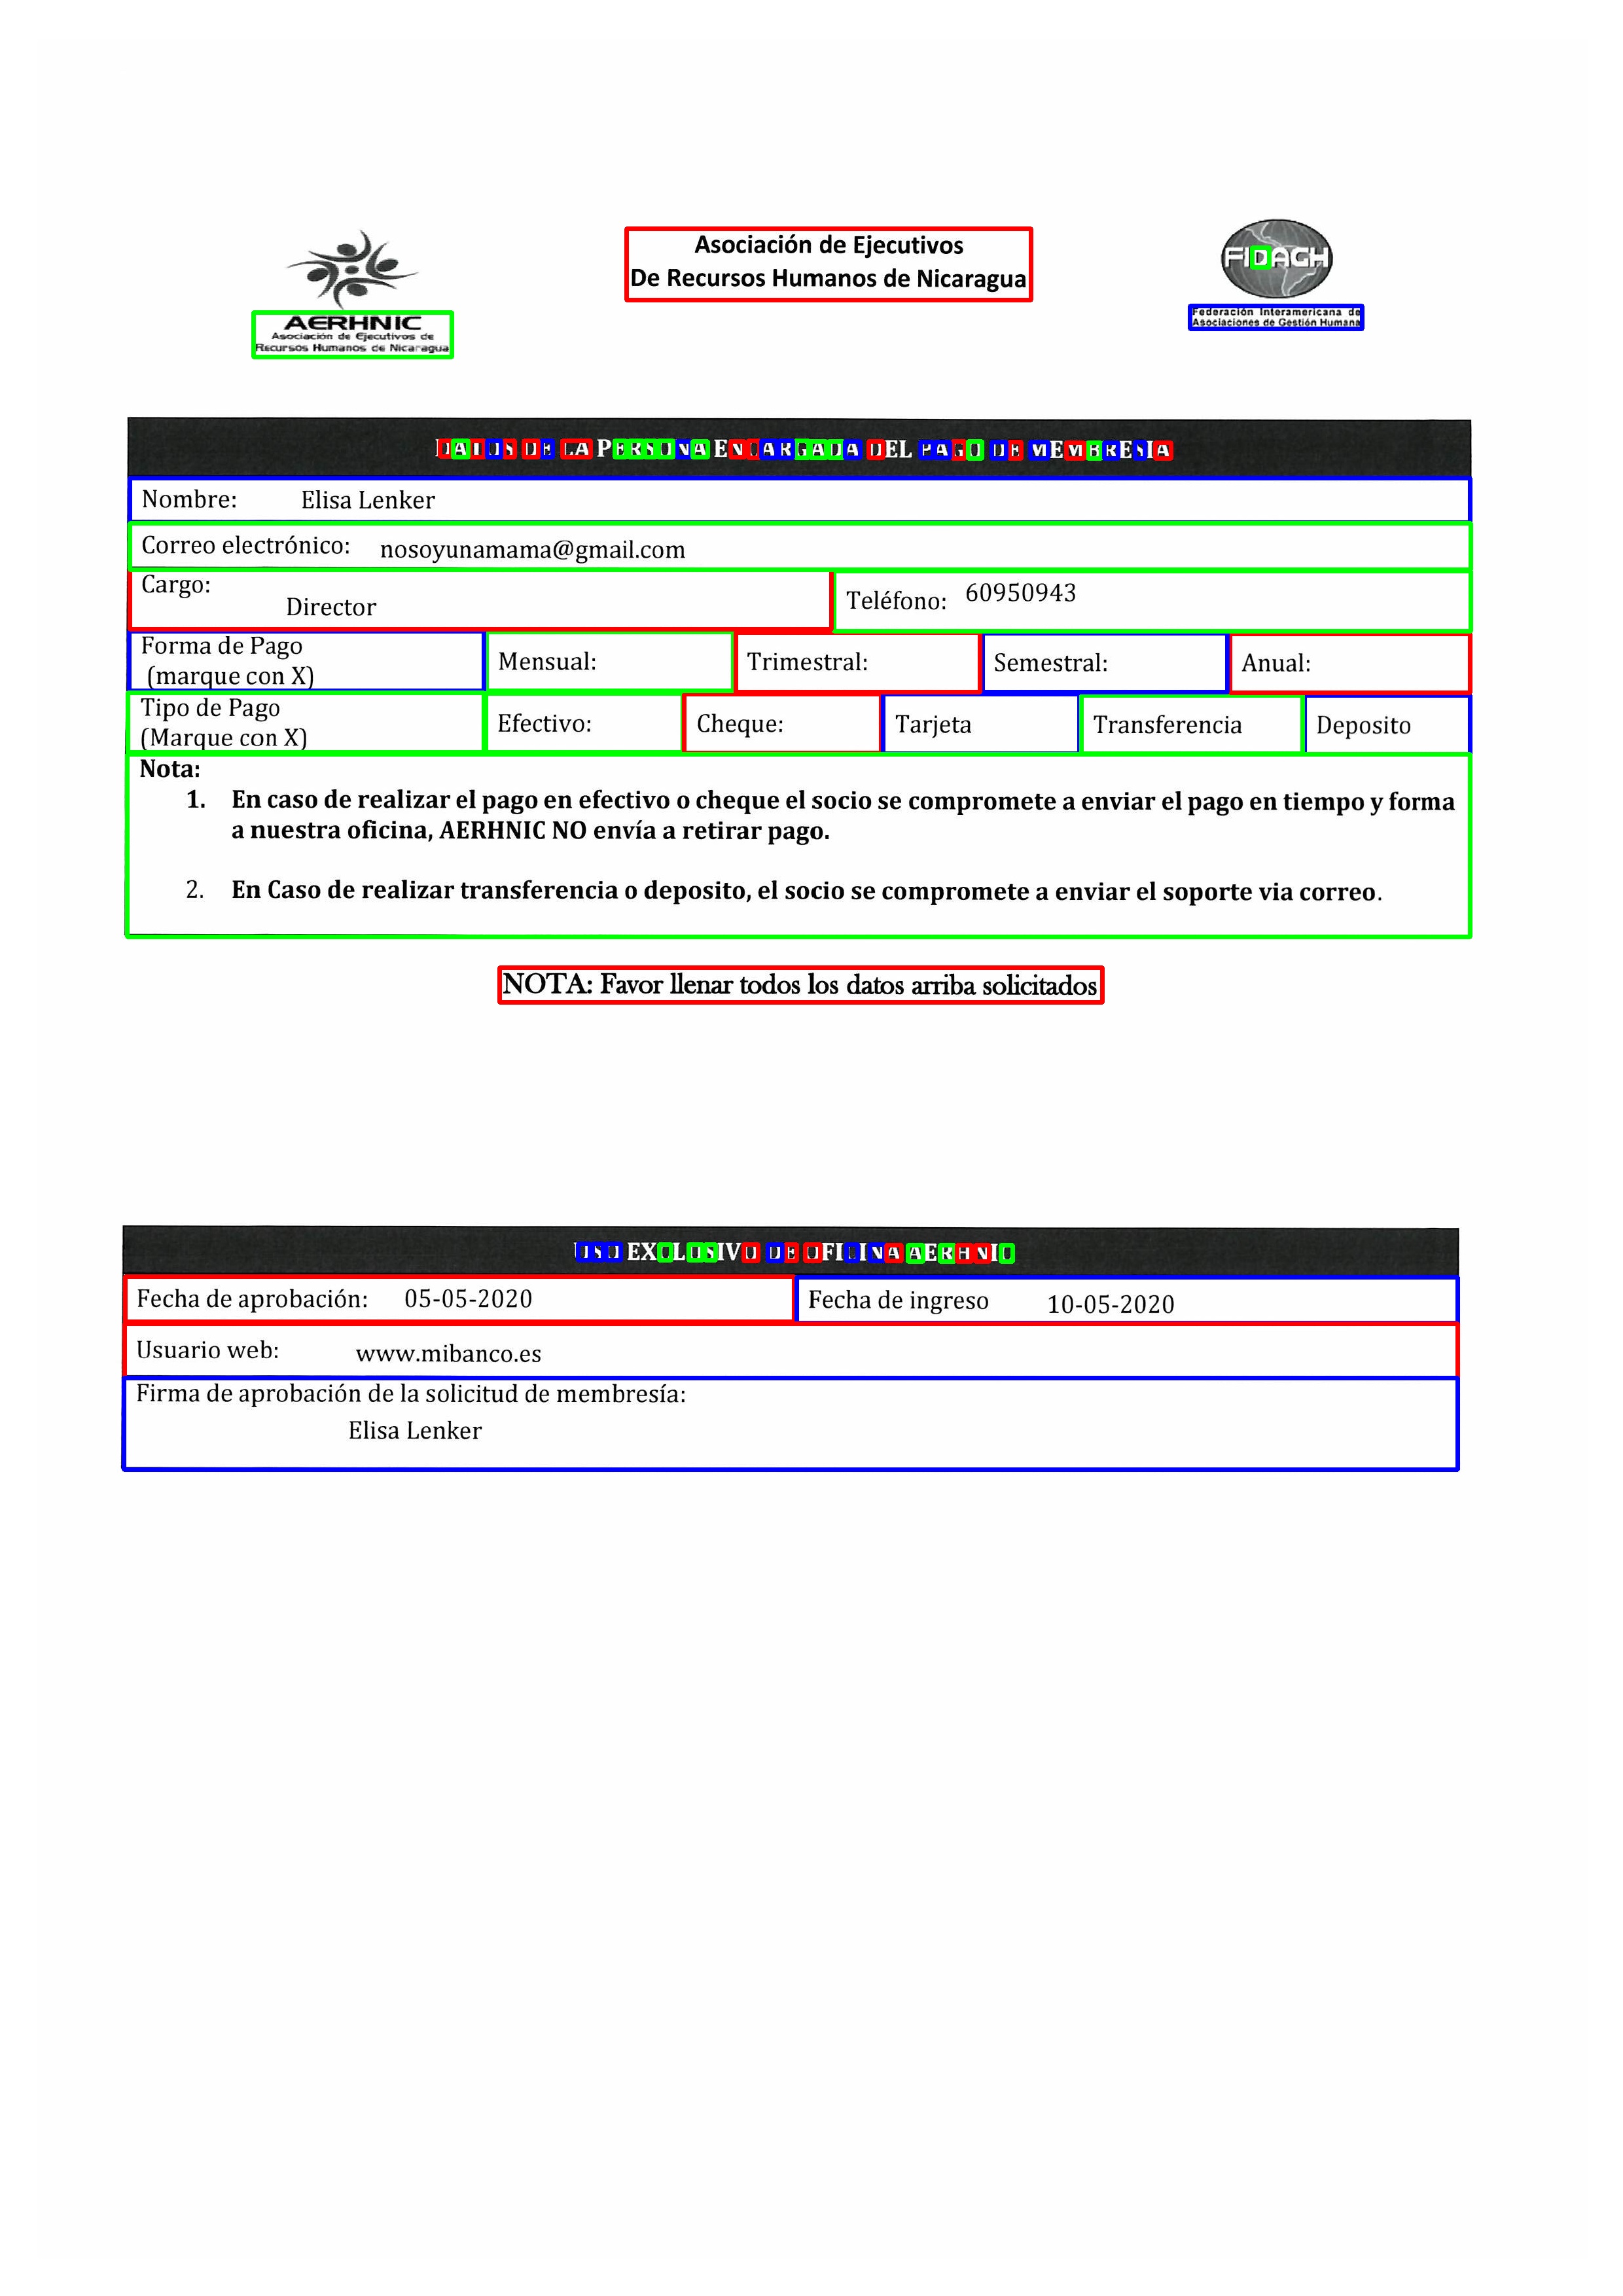 Asociación de Ejecutivos
De Recursos Humanos de Nicaragua
AERHNIC
Asociación de Ejecutivos de
Recursos Humanos de Nicaragua
FIDAGH
Federación Interamericana de
Asociaciones de Gestión Humana
DATOS DE LA PERSONA ENCARGADA DEL PAGO DE MEMBRESIA
Nombre: Elisa Lenker
Correo electrónico: nosoyunamama@gmail.com
Cargo: Director
Teléfono: 60950943
Forma de Pago
(marque con X)
Mensual: Trimestral: Semestral: Anual:
Tipo de Pago
(Marque con X)
Efectivo: Cheque: Tarjeta Transferencia Deposito
Nota:
1. En caso de realizar el pago en efectivo o cheque el socio se compromete a enviar el pago en tiempo y forma
a nuestra oficina, AERHNIC NO envía a retirar pago.
2. En Caso de realizar transferencia o deposito, el socio se compromete a enviar el soporte via correo.
NOTA: Favor llenar todos los datos arriba solicitados
USO EXCLUSIVO DE OFICINA AERHNIC
Fecha de aprobación: 05-05-2020 Fecha de ingreso 10-05-2020
Usuario web: www.mibanco.es
Firma de aprobación de la solicitud de membresía:
Elisa Lenker